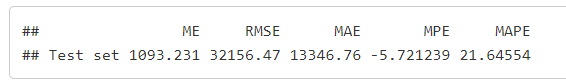 ## ME RMSE MAE MPE MAPE
## Test set 1093.231 32156.47 13346.76 -5.721239 21.64554